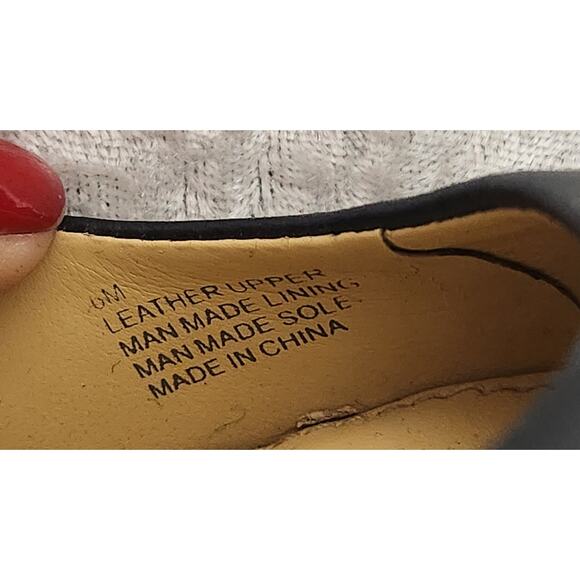 6M
LEATHER UPPER
MAN MADE LINING
MAN MADE SOLE
MADE IN CHINA